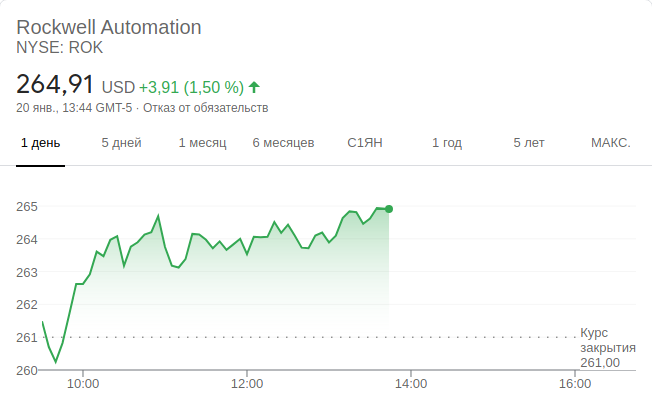 Rockwell Automation
NYSE: ROK
264,91 USD +3,91 (1,50 %)
20 янв., 13:44 GMT-5 · Отказ от обязательств
1 день 5 дней 1 месяц 6 месяцев С1ЯН 1 год 5 лет МАКС.
265
264
263
262
261
Курс
закрытия
261,00
260
10:00 12:00 14:00 16:00